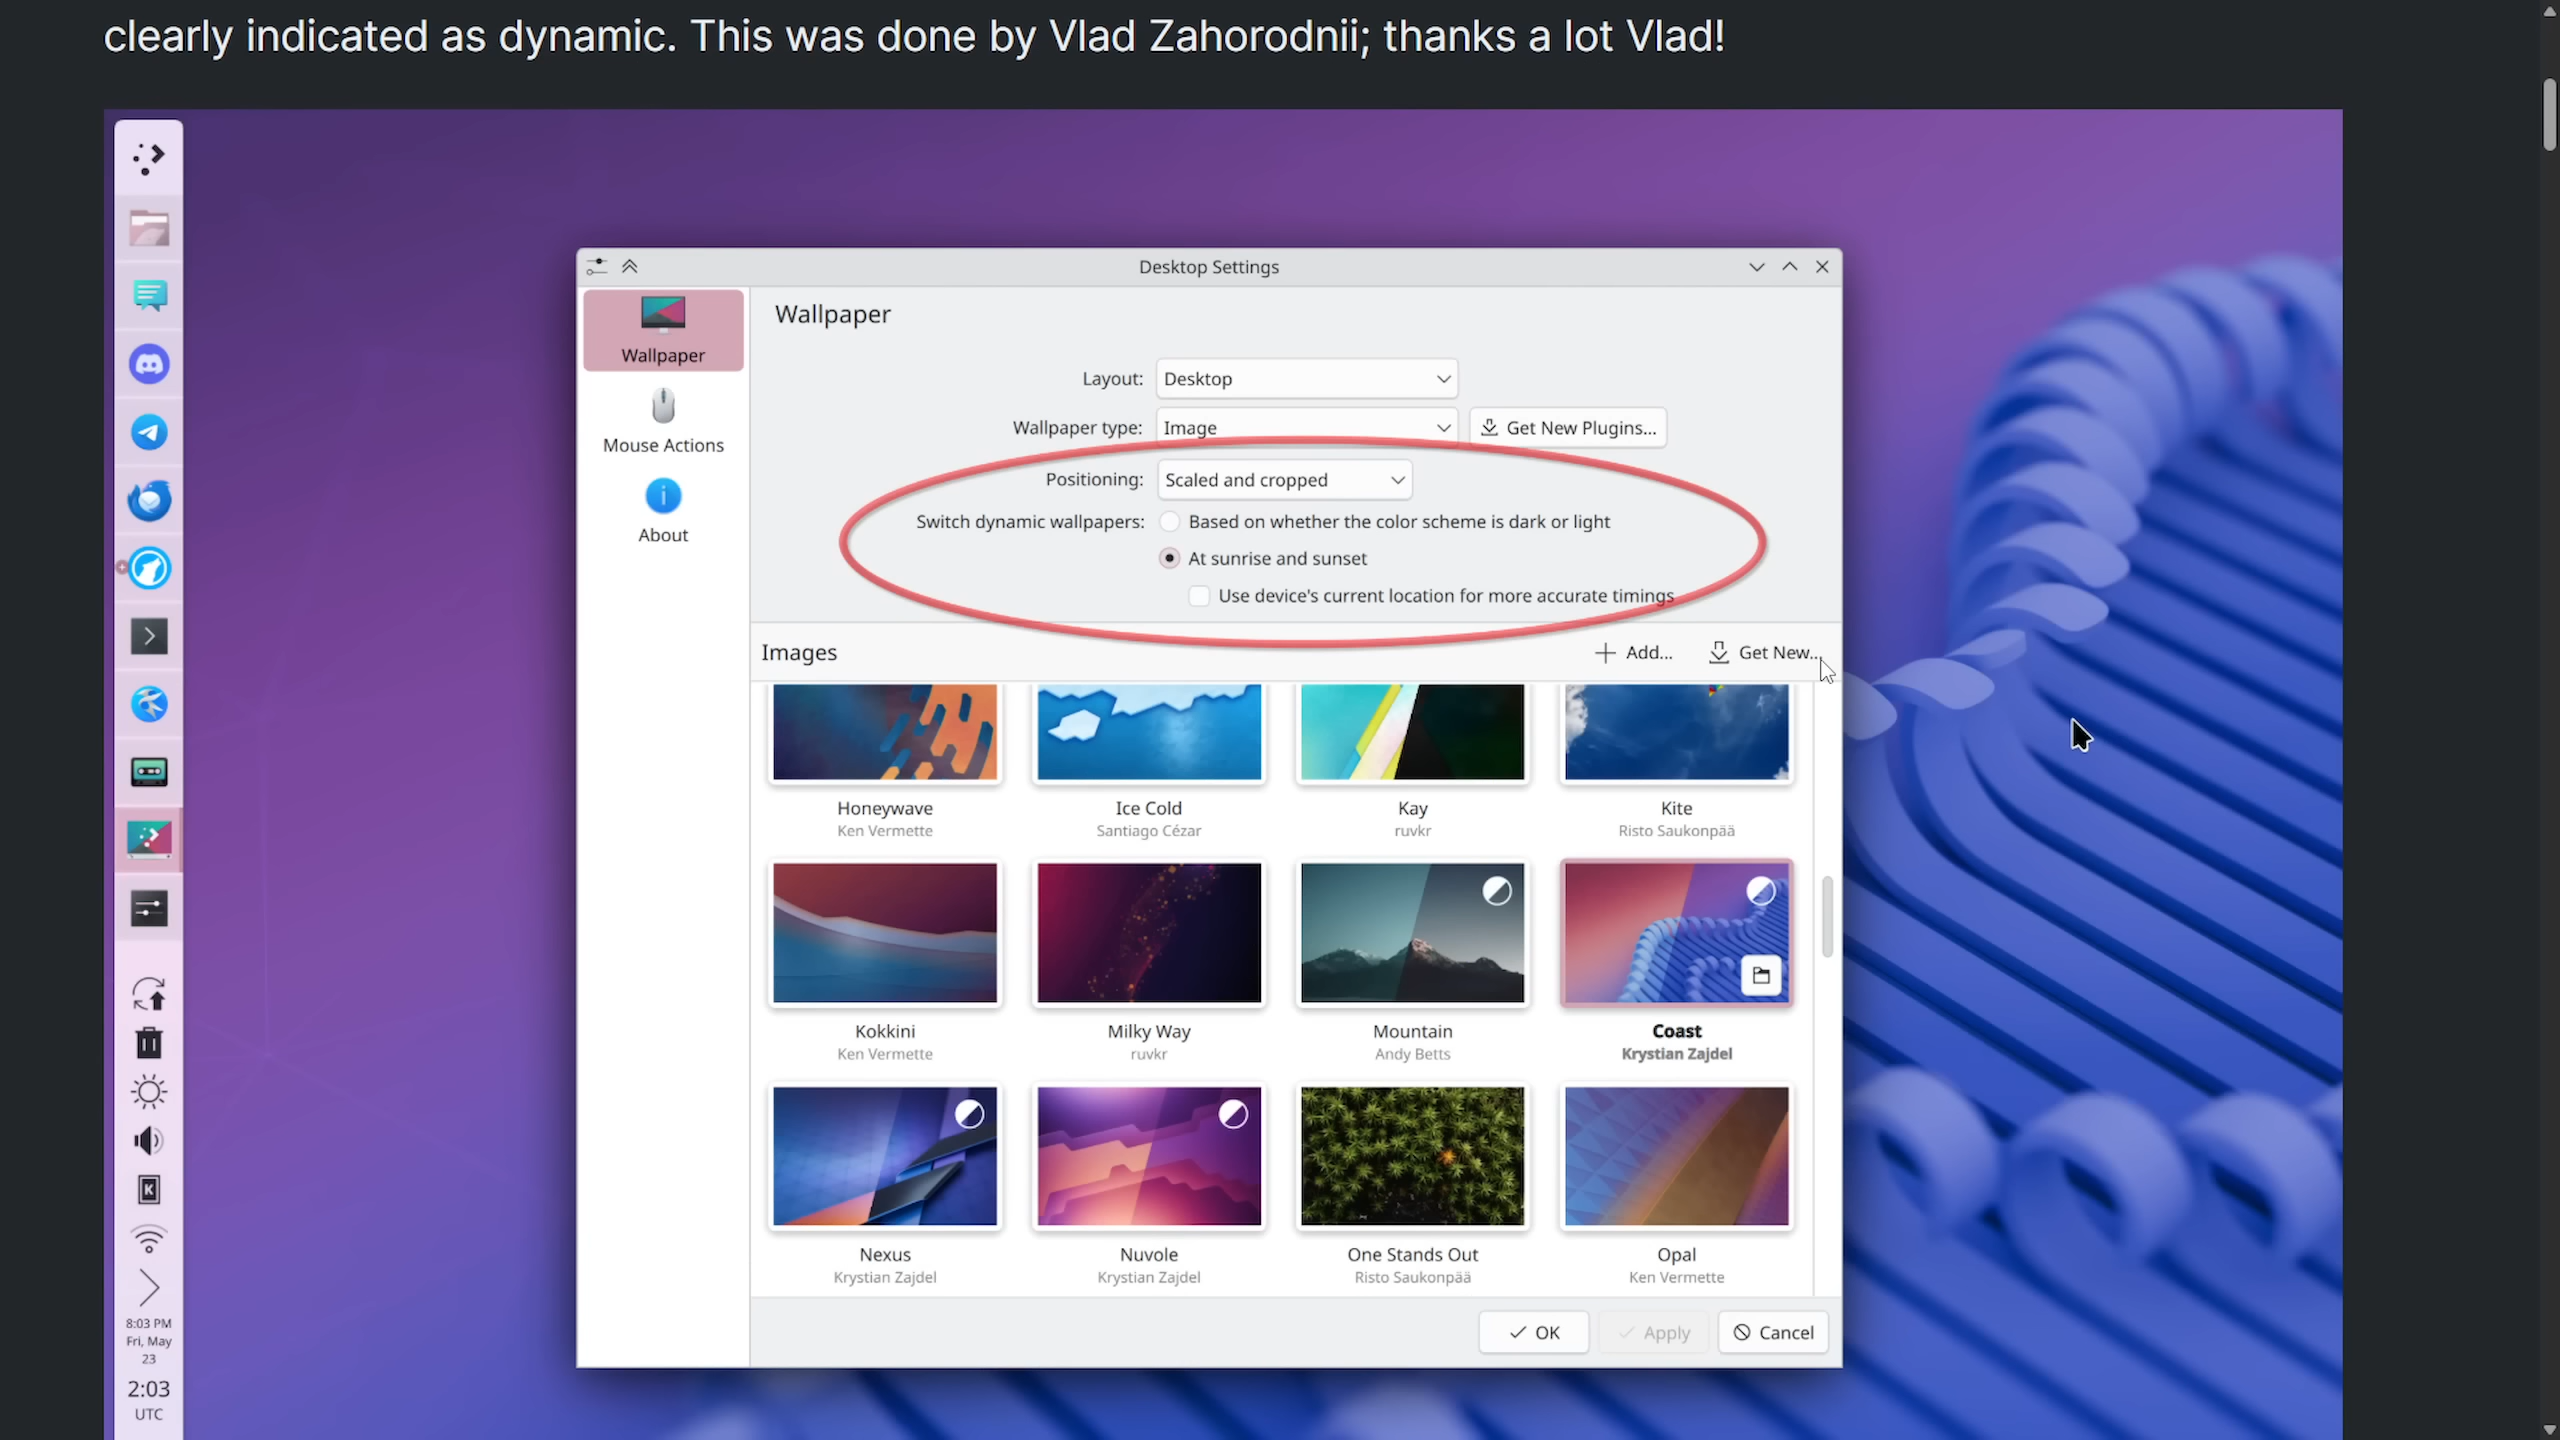 clearly indicated as dynamic. This was done by Vlad Zahorodnii; thanks a lot Vlad!
Desktop Settings
Wallpaper
Mouse Actions
About
Wallpaper
Layout: Desktop
Wallpaper type: Image Get New Plugins...
Positioning: Scaled and cropped
Switch dynamic wallpapers: Based on whether the color scheme is dark or light
At sunrise and sunset
Use device's current location for more accurate timings
Images Add... Get New...
Honeywave Ice Cold Kay Kite
Ken Vermette Santiago Cézar ruvkr Risto Saukonpää
Kokkini Milky Way Mountain Coast
Ken Vermette ruvkr Andy Betts Krystian Zajdel
Nexus Nuvole One Stands Out Opal
Krystian Zajdel Krystian Zajdel Risto Saukonpää Ken Vermette
OK Apply Cancel
K
8:03 PM
Fri, May
23
2:03
UTC